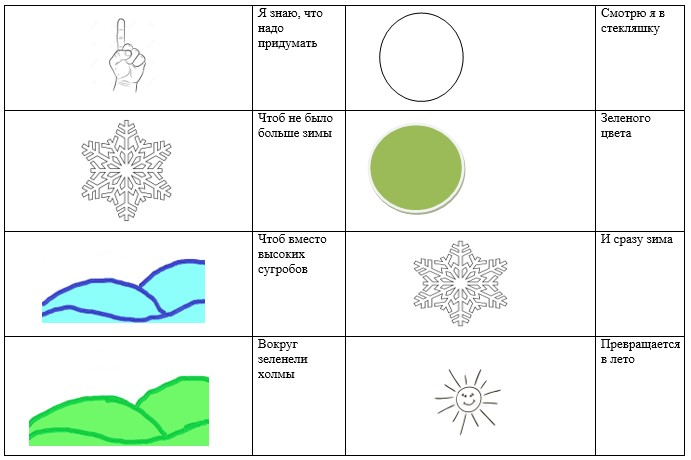 Я знаю, что
надо
придумать
Смотрю я в
стекляшку
Чтоб не было
больше зимы
Зеленого
цвета
Чтоб вместо
высоких
сугробов
И сразу зима
Вокруг
зеленели
холмы
Превращается
в лето